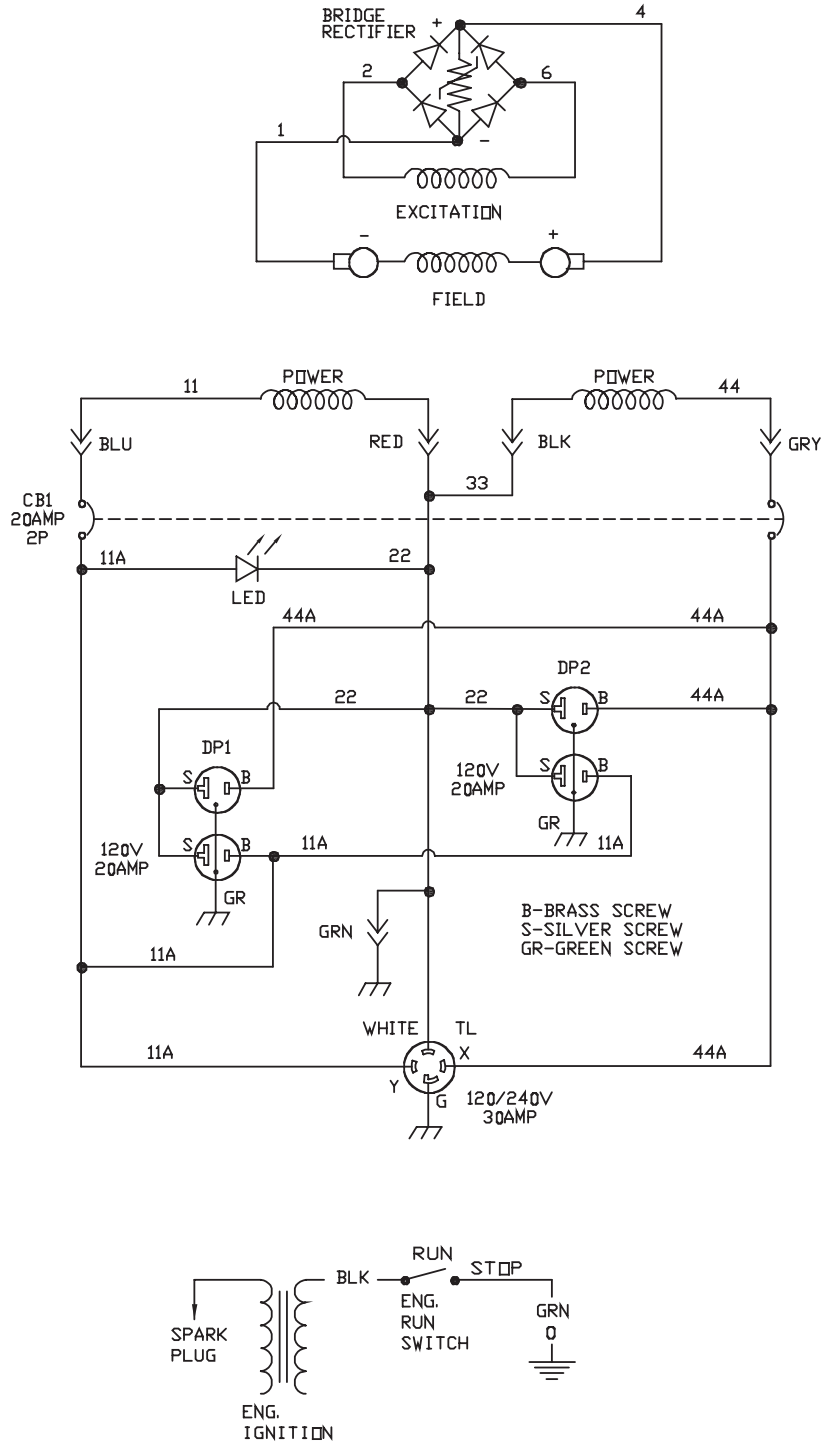 BRIDGE
RECTIFIER
+
4
2
6
1
-
EXCITATION
-
+
FIELD
11
POWER
POWER
44
BLU
RED
BLK
GRY
33
CB1
20AMP
2P
11A
22
LED
44A
44A
DP2
22
22
S
B
44A
DP1
S
B
120V
20AMP
S
B
120V
20AMP
S
B
11A
GR
11A
GR
GRN
B-BRASS SCREW
S-SILVER SCREW
GR-GREEN SCREW
11A
WHITE
TL
11A
X
44A
Y
G
120/240V
30AMP
RUN
BLK
STOP
ENG.
RUN
SWITCH
GRN
0
SPARK
PLUG
ENG.
IGNITION